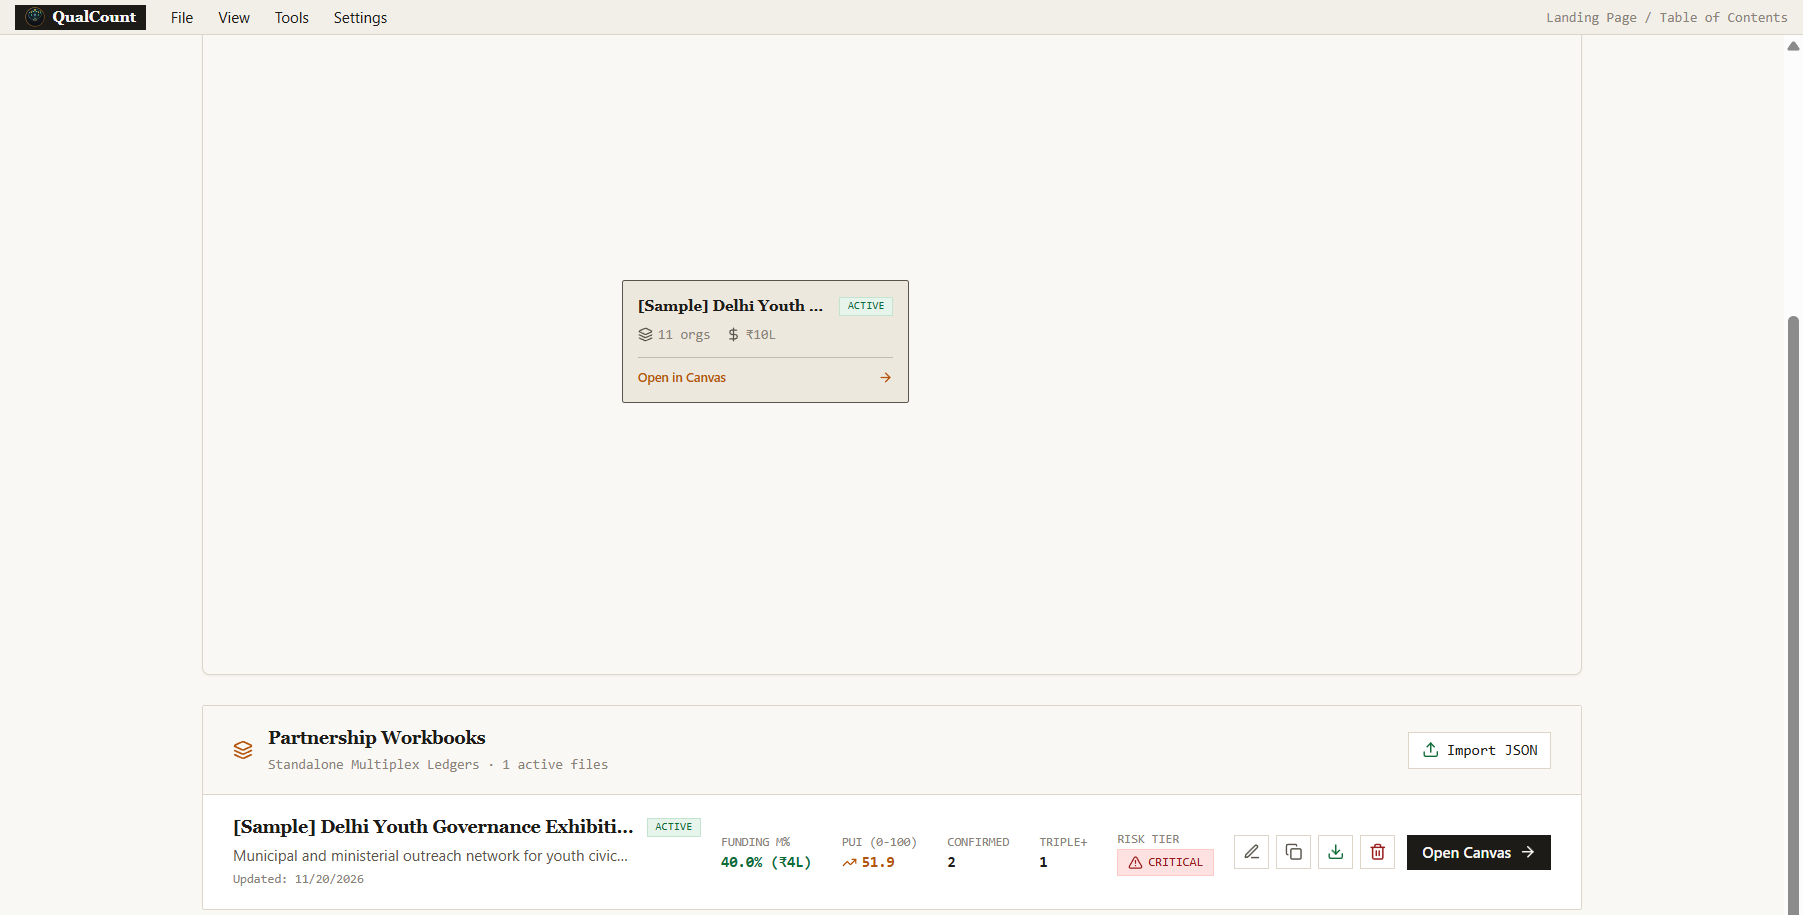 QualCount File View Tools Settings Landing Page / Table of Contents
[Sample] Delhi Youth ... ACTIVE
11 orgs $ ₹10L
Open in Canvas →
Partnership Workbooks
Standalone Multiplex Ledgers · 1 active files
Import JSON
[Sample] Delhi Youth Governance Exhibiti... ACTIVE
Municipal and ministerial outreach network for youth civic...
Updated: 11/20/2026
FUNDING M%
40.0% (₹4L)
PUI (0-100)
51.9
CONFIRMED
2
TRIPLE+
1
RISK TIER
CRITICAL
Open Canvas →